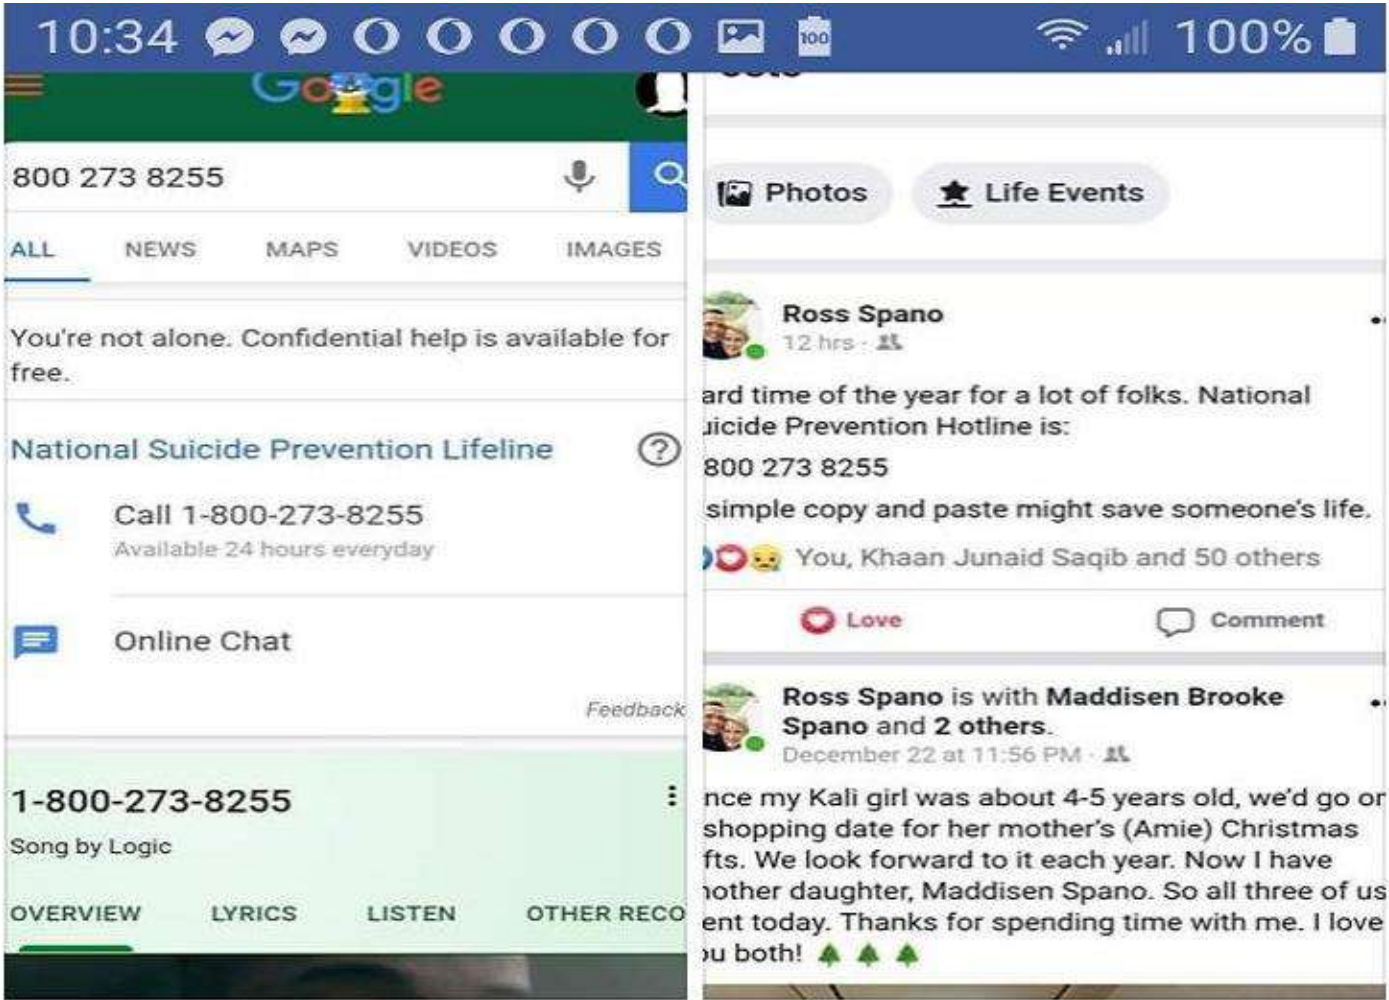 10:34
100
100%
Google
800 273 8255
ALL NEWS MAPS VIDEOS IMAGES
You're not alone. Confidential help is available for
free.
National Suicide Prevention Lifeline
Call 1-800-273-8255
Available 24 hours everyday
Online Chat
Feedback
1-800-273-8255
Song by Logic
OVERVIEW LYRICS LISTEN OTHER RECO
Photos Life Events
Ross Spano
12 hrs ·
ard time of the year for a lot of folks. National
uicide Prevention Hotline is:
800 273 8255
simple copy and paste might save someone's life.
You, Khaan Junaid Saqib and 50 others
Love Comment
Ross Spano is with Maddisen Brooke
Spano and 2 others.
December 22 at 11:56 PM ·
nce my Kali girl was about 4-5 years old, we'd go or
shopping date for her mother's (Amie) Christmas
fts. We look forward to it each year. Now I have
nother daughter, Maddisen Spano. So all three of us
ent today. Thanks for spending time with me. I love
ou both!